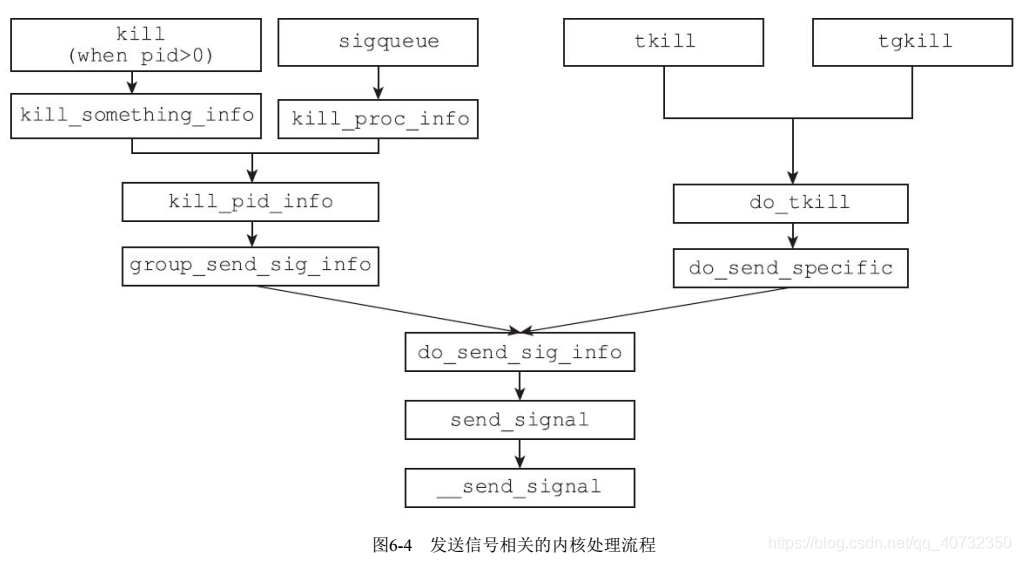 kill
(when pid>0)
sigqueue
tkill
tgkill
kill_something_info
kill_proc_info
kill_pid_info
do_tkill
group_send_sig_info
do_send_specific
do_send_sig_info
send_signal
__send_signal
图6-4 发送信号相关的内核处理流程
https://blog.csdn.net/qq_40732350